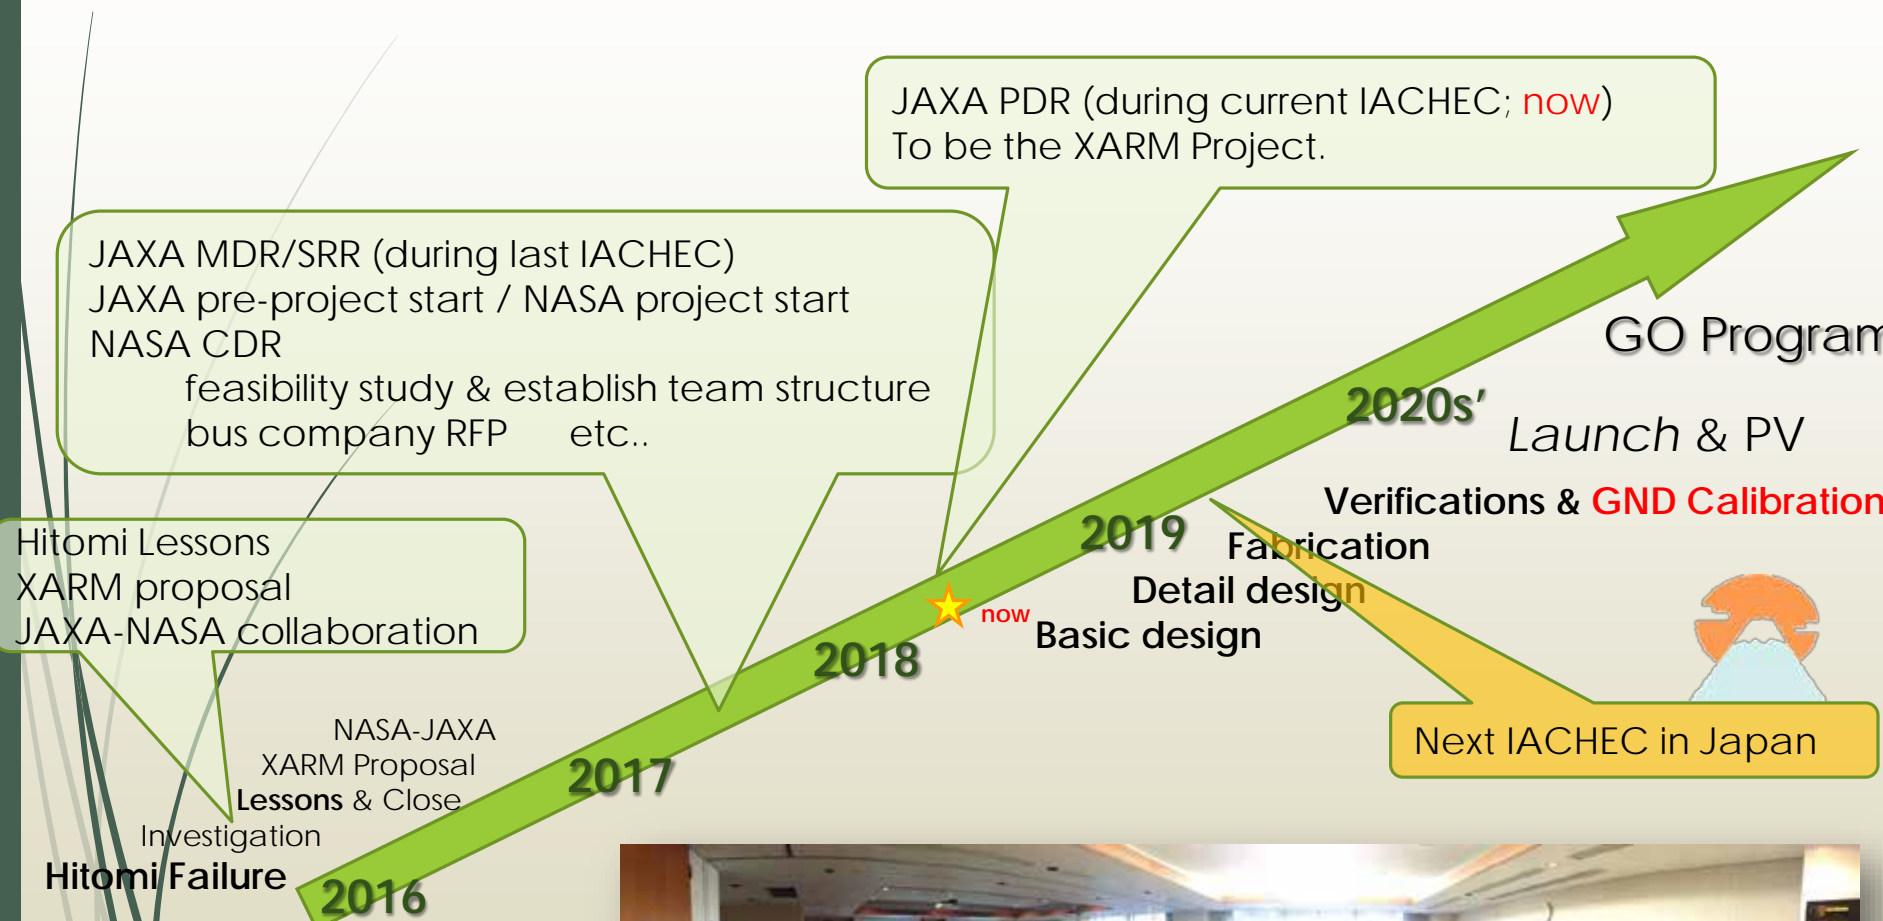 JAXA PDR (during current IACHEC; now)
To be the XARM Project.
JAXA MDR/SRR (during last IACHEC)
JAXA pre-project start / NASA project start
NASA CDR
feasibility study & establish team structure
bus company RFP etc..
Hitomi Lessons
XARM proposal
JAXA-NASA collaboration
GO Program
2020s’
Launch & PV
Verifications & GND Calibration
2019
Fabrication
Detail design
now
Basic design
2018
Next IACHEC in Japan
NASA-JAXA
XARM Proposal
2017
Lessons & Close
Investigation
Hitomi Failure
2016